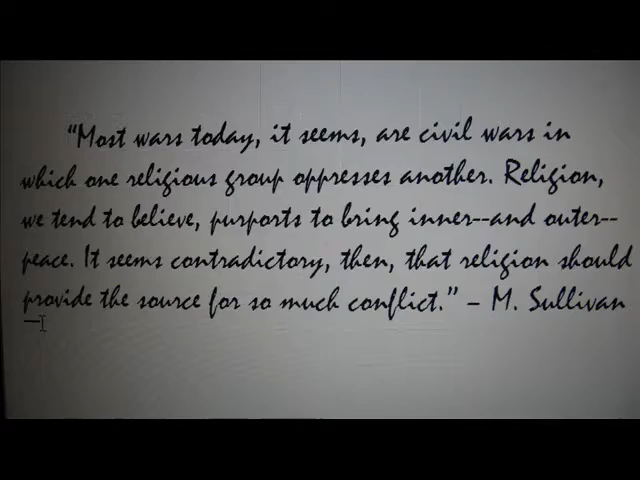 "Most wars today, it seems, are civil wars in
which one religious group oppresses another. Religion,
we tend to believe, purports to bring inner--and outer--
peace. It seems contradictory, then, that religion should
provide the source for so much conflict." – M. Sullivan